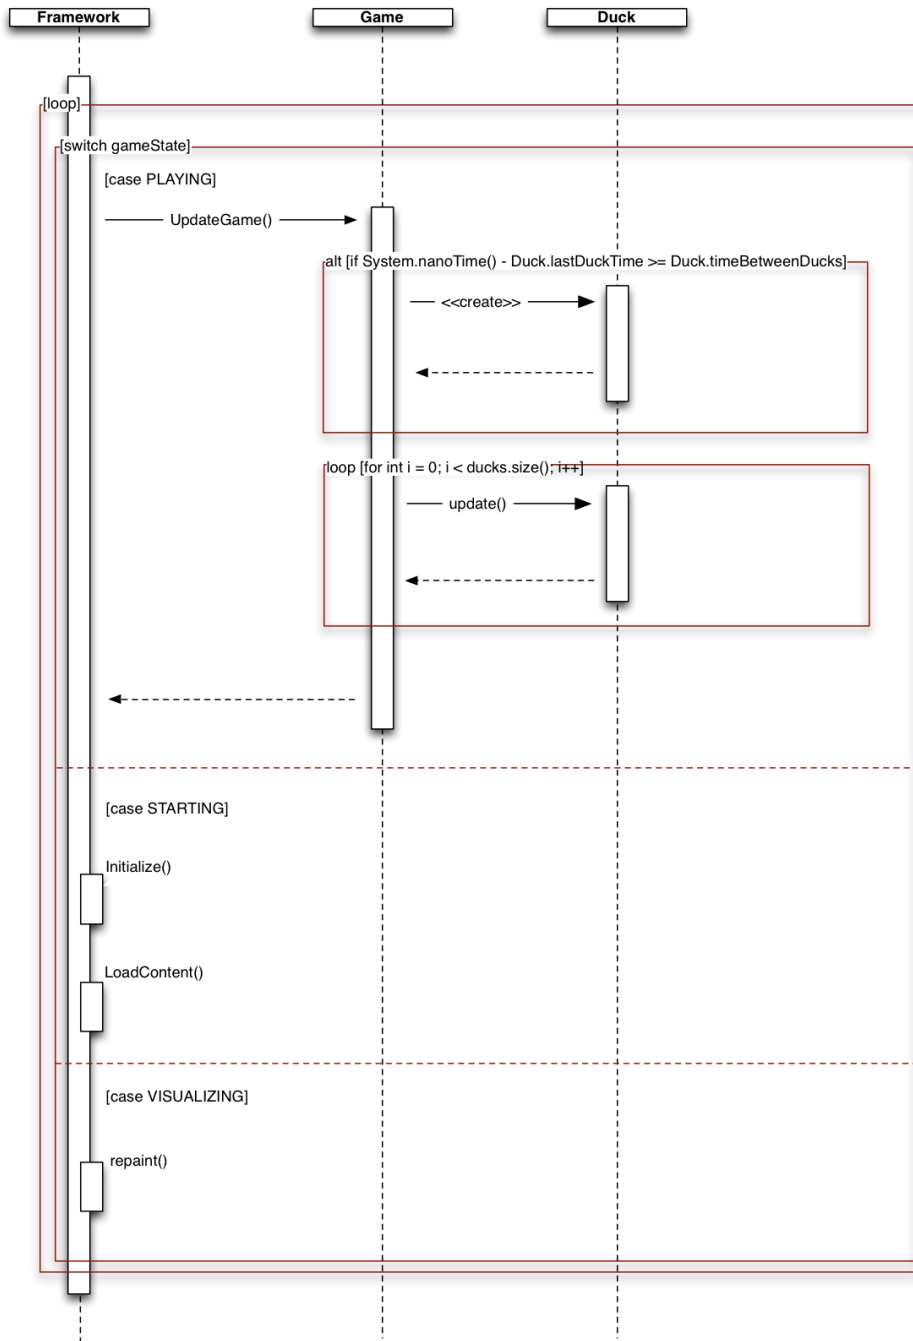 Framework
Game
Duck
[loop]
[switch gameState]
[case PLAYING]
UpdateGame()
alt [if System.nanoTime() - Duck.lastDuckTime >= Duck.timeBetweenDucks]
<<create>>
loop [for int i = 0; i < ducks.size(); i++]
update()
[case STARTING]
Initialize()
LoadContent()
[case VISUALIZING]
repaint()